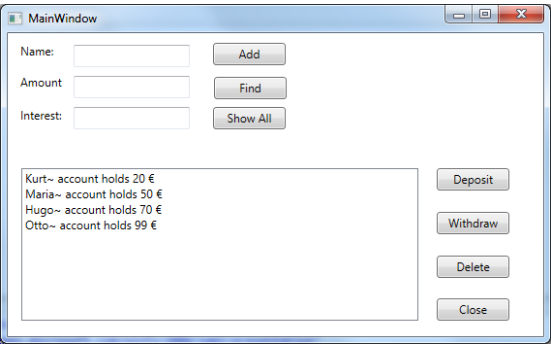 MainWindow
Name:
Add
Amount
Find
Interest:
Show All
Kurt~ account holds 20 €
Maria~ account holds 50 €
Hugo~ account holds 70 €
Otto~ account holds 99 €
Deposit
Withdraw
Delete
Close